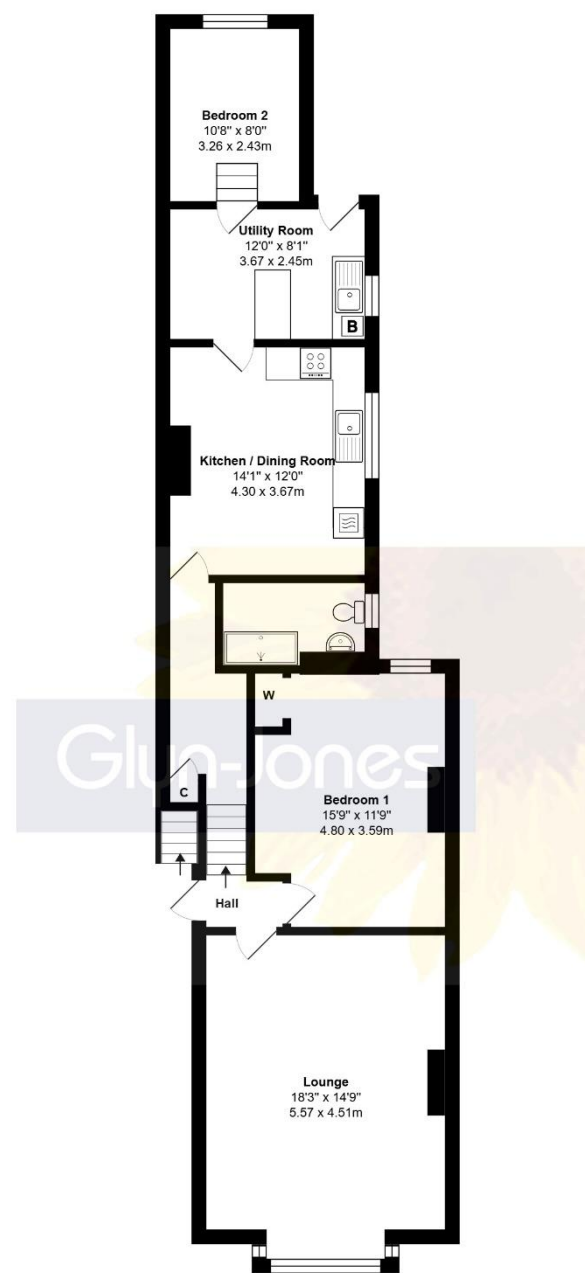 Bedroom 2
10'8" x 8'0"
3.26 x 2.43m
Utility Room
12'0" x 8'1"
3.67 x 2.45m
B
Kitchen / Dining Room
14'1" x 12'0"
4.30 x 3.67m
W
Glyn-Jones
C
Bedroom 1
15'9" x 11'9"
4.80 x 3.59m
Hall
Lounge
18'3" x 14'9"
5.57 x 4.51m